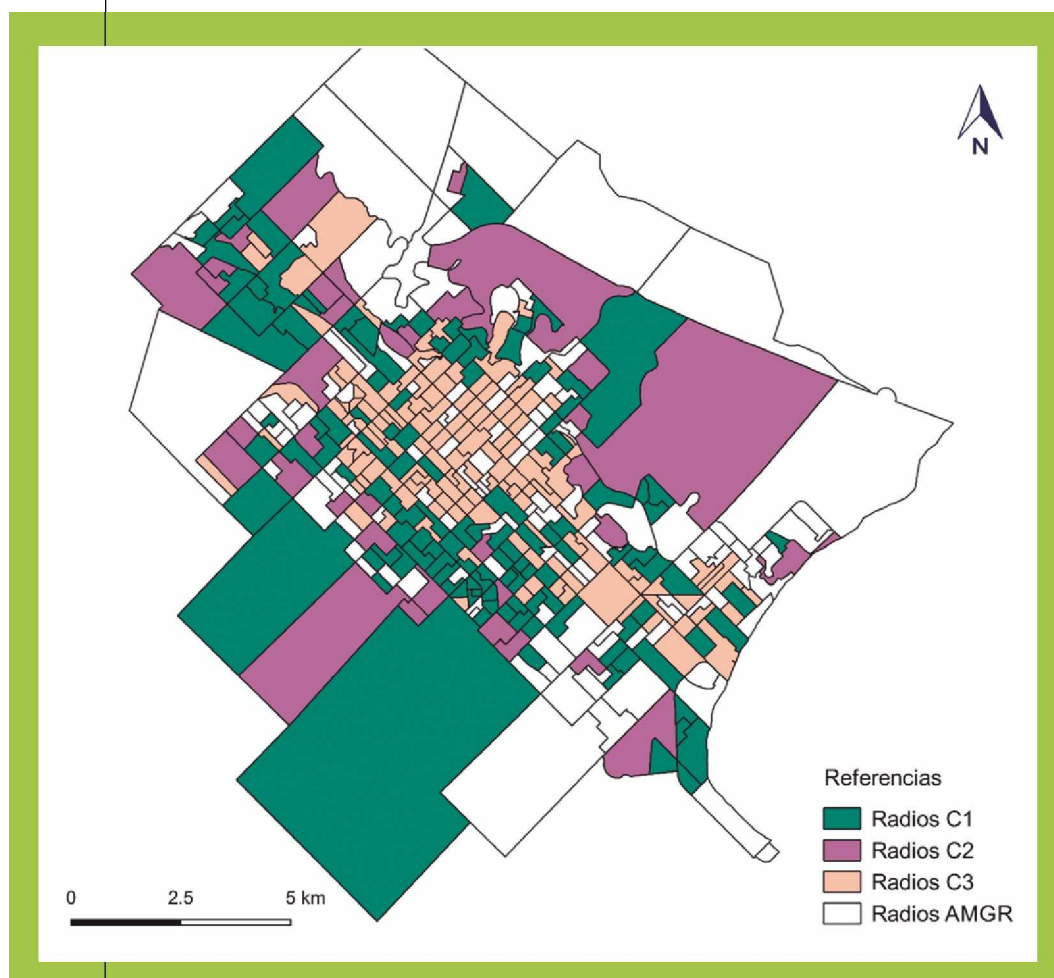 N
Referencias
Radios C1
Radios C2
Radios C3
Radios AMGR
0 2.5 5 km